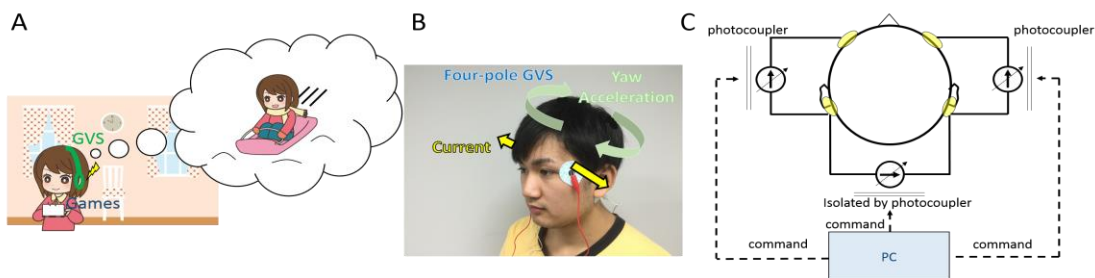 A
GVS
Games
B
Four-pole GVS
Yaw
Acceleration
Current
C
photocoupler
photocoupler
Isolated by photocoupler
command
command
command
PC